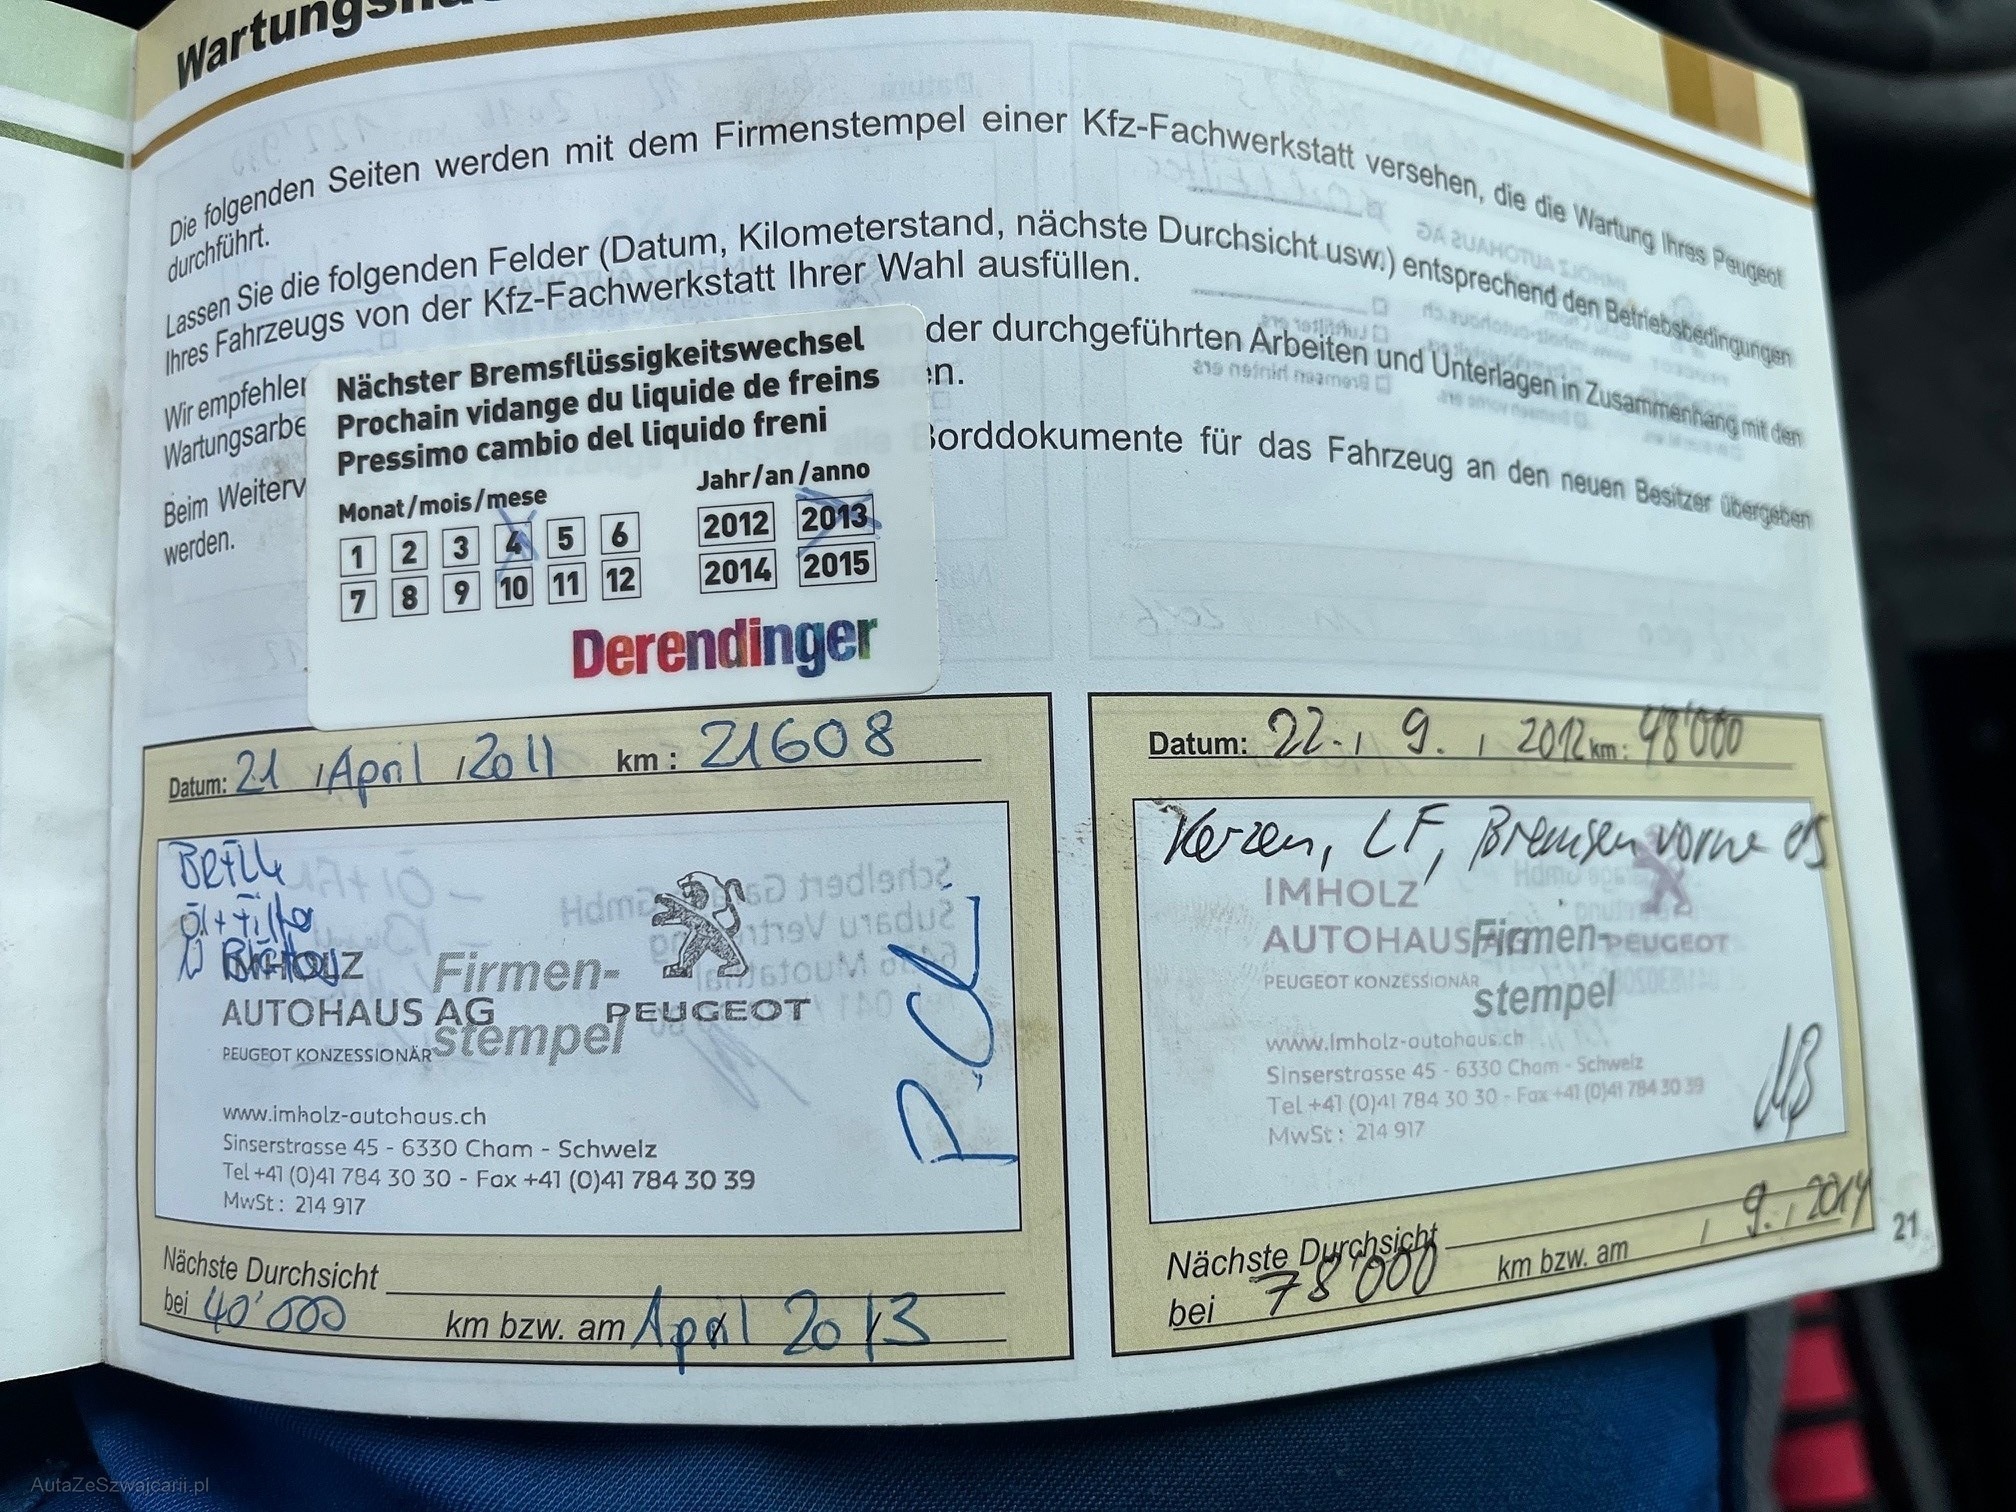 Die folgenden Seiten werden mit dem Firmenstempel einer Kfz-Fachwerkstatt versehen, die die Wartung Ihres Peugeot
durchführt.
Lassen Sie die folgenden Felder (Datum, Kilometerstand, nächste Durchsicht usw.) entsprechend den Betriebsbedingungen
Ihres Fahrzeugs von der Kfz-Fachwerkstatt Ihrer Wahl ausfüllen.
Wir empfehlen der durchgeführten Arbeiten und Unterlagen in Zusammenhang mit den
Wartungsarbe
Beim Weiterv Borddokumente für das Fahrzeug an den neuen Besitzer übergeben
werden.
Nächster Bremsflüssigkeitswechsel
Prochain vidange du liquide de freins
Pressimo cambio del liquido freni
Monat/mois/mese Jahr/an/anno
1 2 3 4 5 6 2012 2013
7 8 9 10 11 12 2014 2015
Derendinger
Datum: 21 April 2011 km: 21608
Öl + Filter
IMHOLZ
AUTOHAUS AG
PEUGEOT KONZESSIONÄR
Firmen-
stempel
PEUGEOT
www.imholz-autohaus.ch
Sinserstrasse 45 - 6330 Cham - Schweiz
Tel +41 (0)41 784 30 30 - Fax +41 (0)41 784 30 39
MwSt: 214 917
Nächste Durchsicht
bei 40'000 km bzw. am April 2013
Datum: 22. 9. 2012 km: 48'000
Kerzen, LF, Bremsen vorne ers
IMHOLZ
AUTOHAUS AG
PEUGEOT KONZESSIONÄR
Firmen-
stempel
PEUGEOT
www.imholz-autohaus.ch
Sinserstrasse 45 - 6330 Cham - Schweiz
Tel +41 (0)41 784 30 30 - Fax +41 (0)41 784 30 39
MwSt: 214 917
Nächste Durchsicht
bei 78'000 km bzw. am 9. 2014
21
AutaZeSzwajcarii.pl